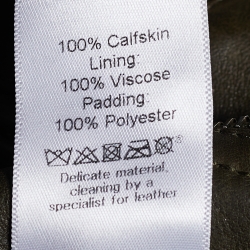 100% Calfskin
Lining:
100% Viscose
Padding:
100% Polyester
Delicate material,
cleaning by a
specialist for leather